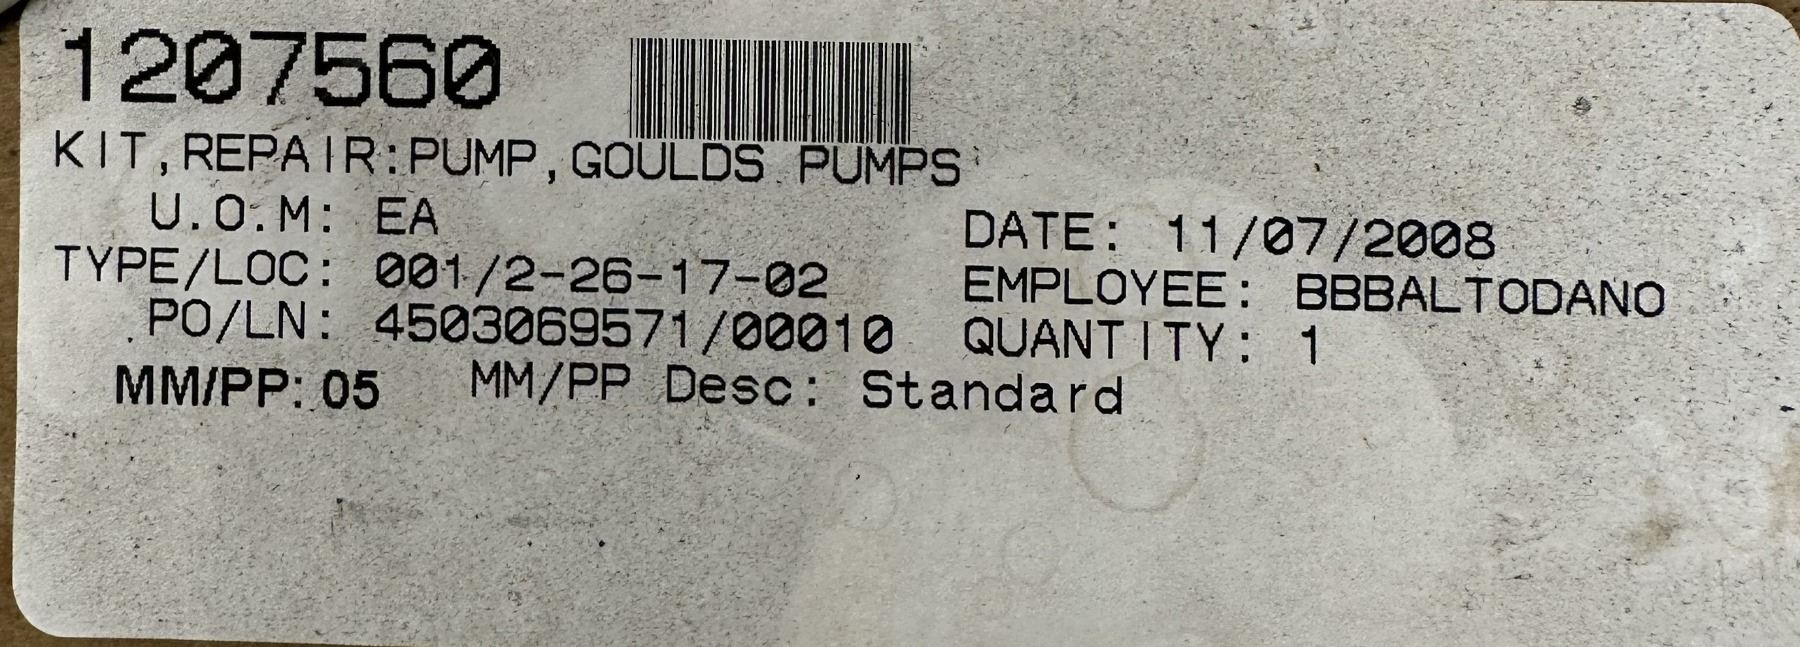 1207560
KIT,REPAIR:PUMP,GOULDS PUMPS
U.O.M: EA
DATE: 11/07/2008
TYPE/LOC: 001/2-26-17-02
EMPLOYEE: BBBALTODANO
PO/LN: 4503069571/00010
QUANTITY: 1
MM/PP: 05 MM/PP Desc: Standard